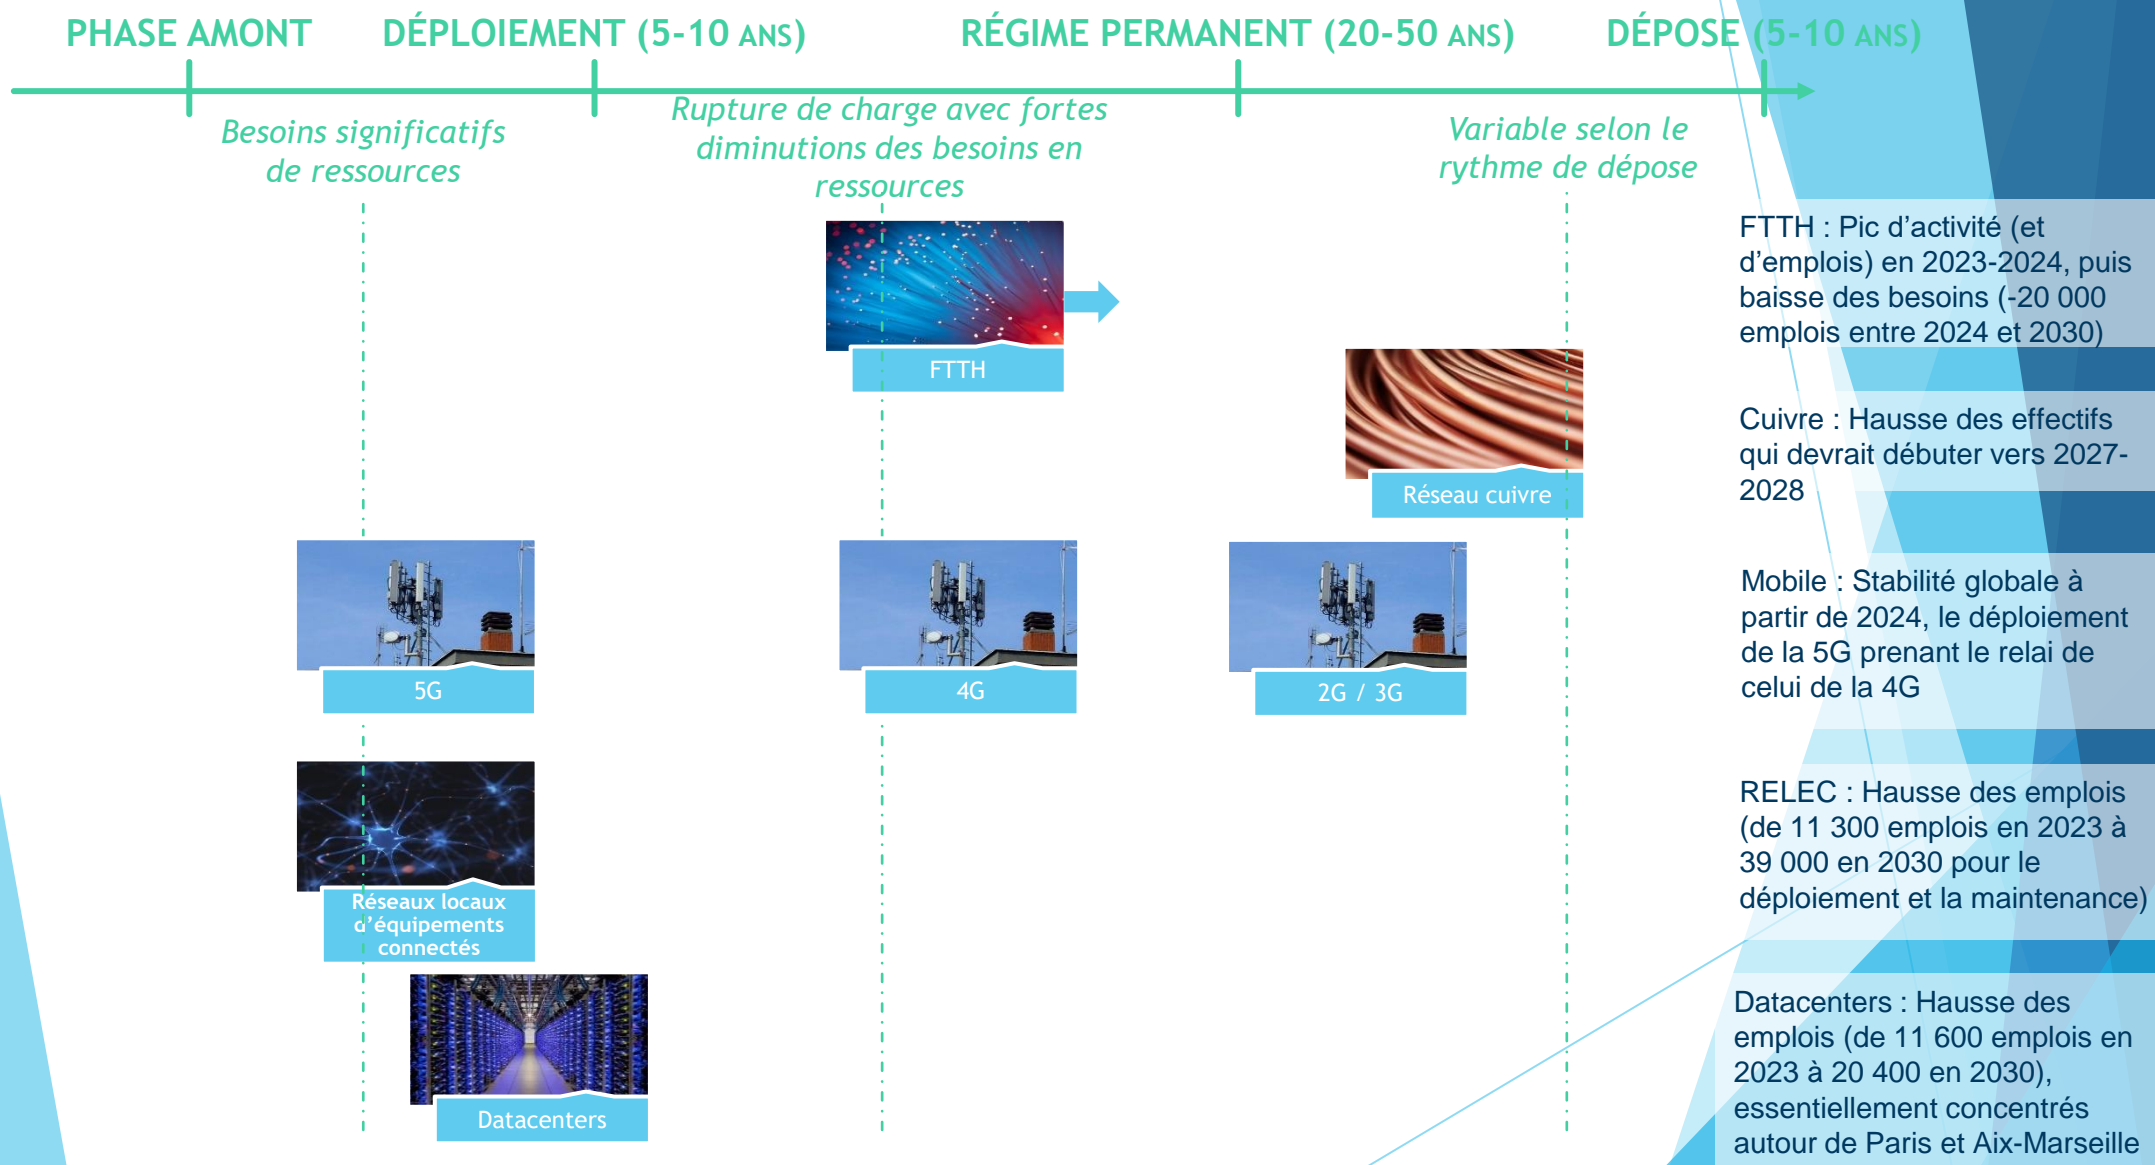 PHASE AMONT
DÉPLOIEMENT (5-10 ANS)
RÉGIME PERMANENT (20-50 ANS)
DÉPOSE (5-10 ANS)
Besoins significatifs
de ressources
Rupture de charge avec fortes
diminutions des besoins en
ressources
Variable selon le
rythme de dépose
FTTH
Réseau cuivre
5G
4G
2G / 3G
Réseaux locaux
d'équipements
connectés
Datacenters
FTTH : Pic d'activité (et
d'emplois) en 2023-2024, puis
baisse des besoins (-20 000
emplois entre 2024 et 2030)
Cuivre : Hausse des effectifs
qui devrait débuter vers 2027-
2028
Mobile : Stabilité globale à
partir de 2024, le déploiement
de la 5G prenant le relai de
celui de la 4G
RELEC : Hausse des emplois
(de 11 300 emplois en 2023 à
39 000 en 2030 pour le
déploiement et la maintenance)
Datacenters : Hausse des
emplois (de 11 600 emplois en
2023 à 20 400 en 2030),
essentiellement concentrés
autour de Paris et Aix-Marseille